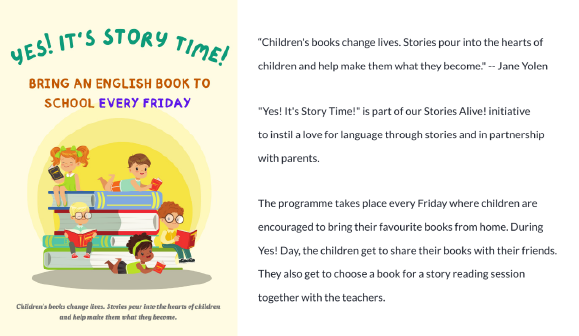 YES! IT'S STORY TIME!
BRING AN ENGLISH BOOK TO
SCHOOL EVERY FRIDAY
Children's books change lives. Stories pour into the hearts of children
and help make them what they become.
"Children's books change lives. Stories pour into the hearts of
children and help make them what they become." -- Jane Yolen
"Yes! It's Story Time!" is part of our Stories Alive! initiative
to instil a love for language through stories and in partnership
with parents.
The programme takes place every Friday where children are
encouraged to bring their favourite books from home. During
Yes! Day, the children get to share their books with their friends.
They also get to choose a book for a story reading session
together with the teachers.